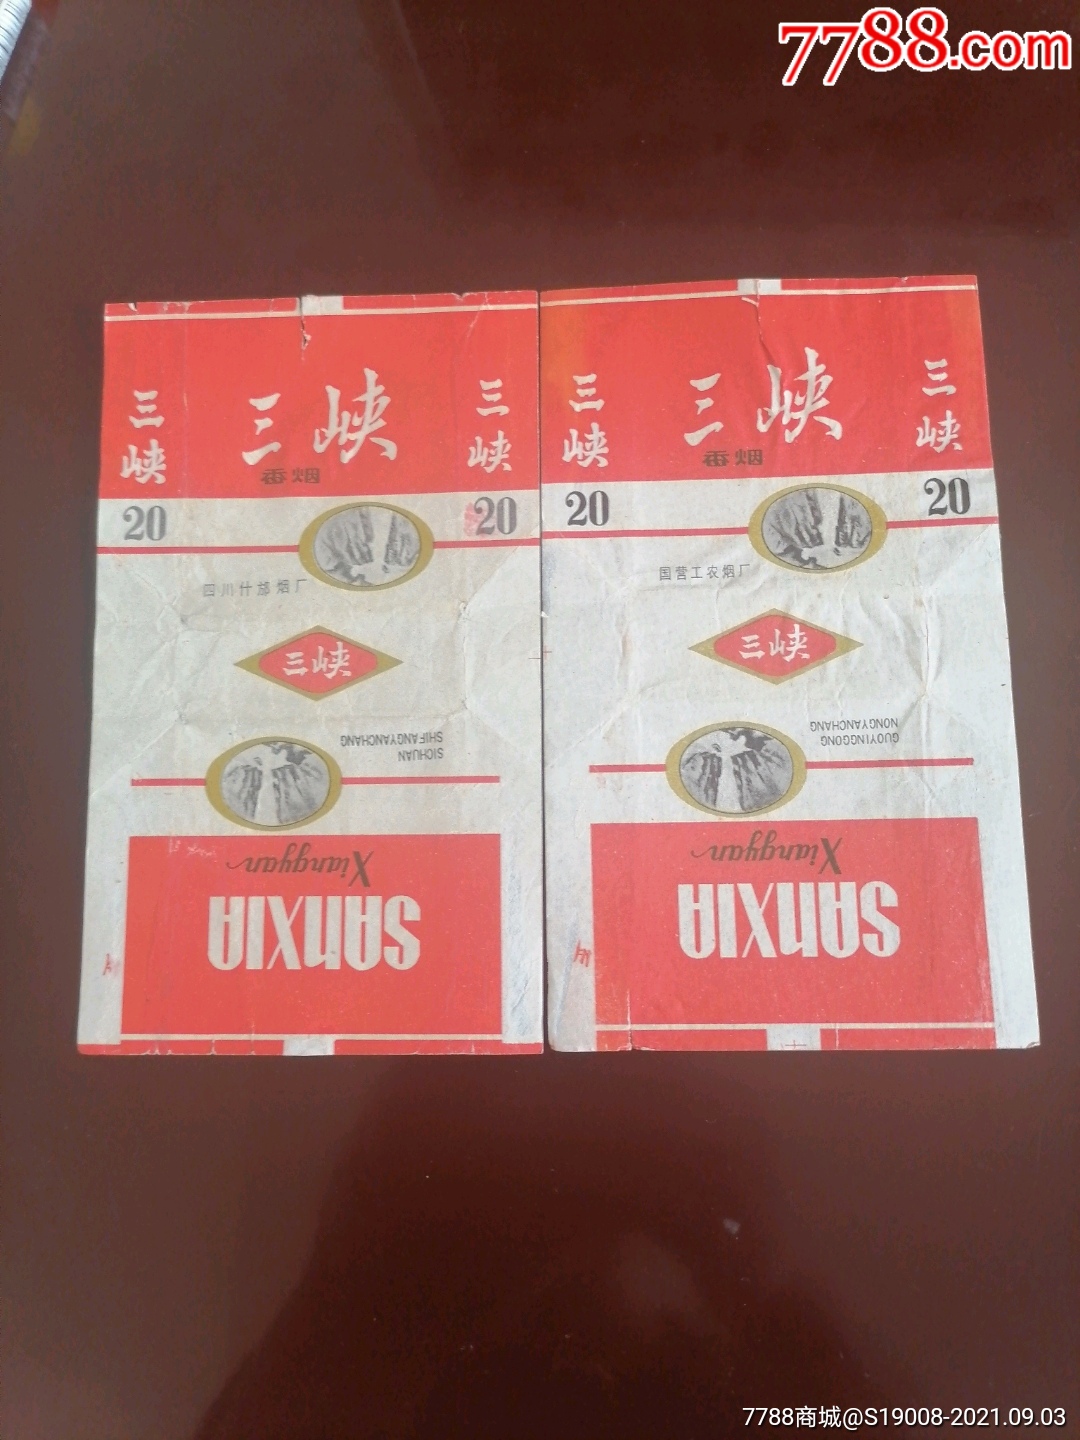 7788.com
三峡
三峡
三峡
香烟
20
20
四川什邡烟厂
三峡
SICHUAN
SHIFANGYANCHANG
Xiangyan
SANXIA
三峡
三峡
三峡
香烟
20
20
国营工农烟厂
三峡
GUOYINGGONG
NONGYANCHANG
Xiangyan
SANXIA
7788商城@S19008-2021.09.03